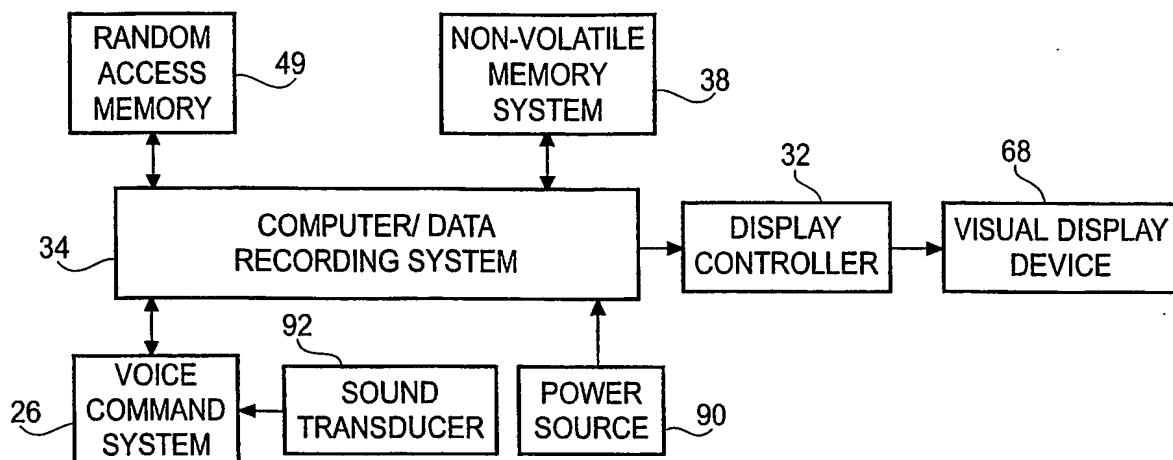 RANDOM
ACCESS
MEMORY
49
NON-VOLATILE
MEMORY
SYSTEM
38
COMPUTER/ DATA
RECORDING SYSTEM
34
32
DISPLAY
CONTROLLER
68
VISUAL DISPLAY
DEVICE
VOICE
COMMAND
SYSTEM
26
92
SOUND
TRANSDUCER
POWER
SOURCE
90